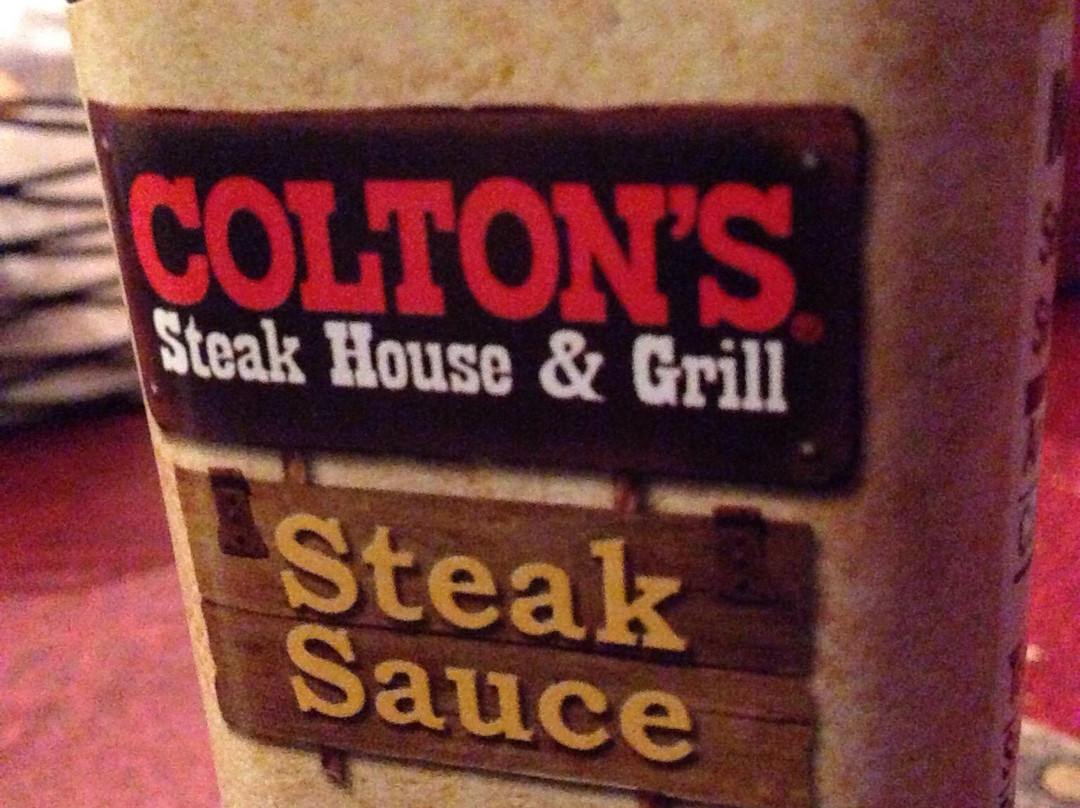 COLTON'S
Steak House & Grill
Steak
Sauce